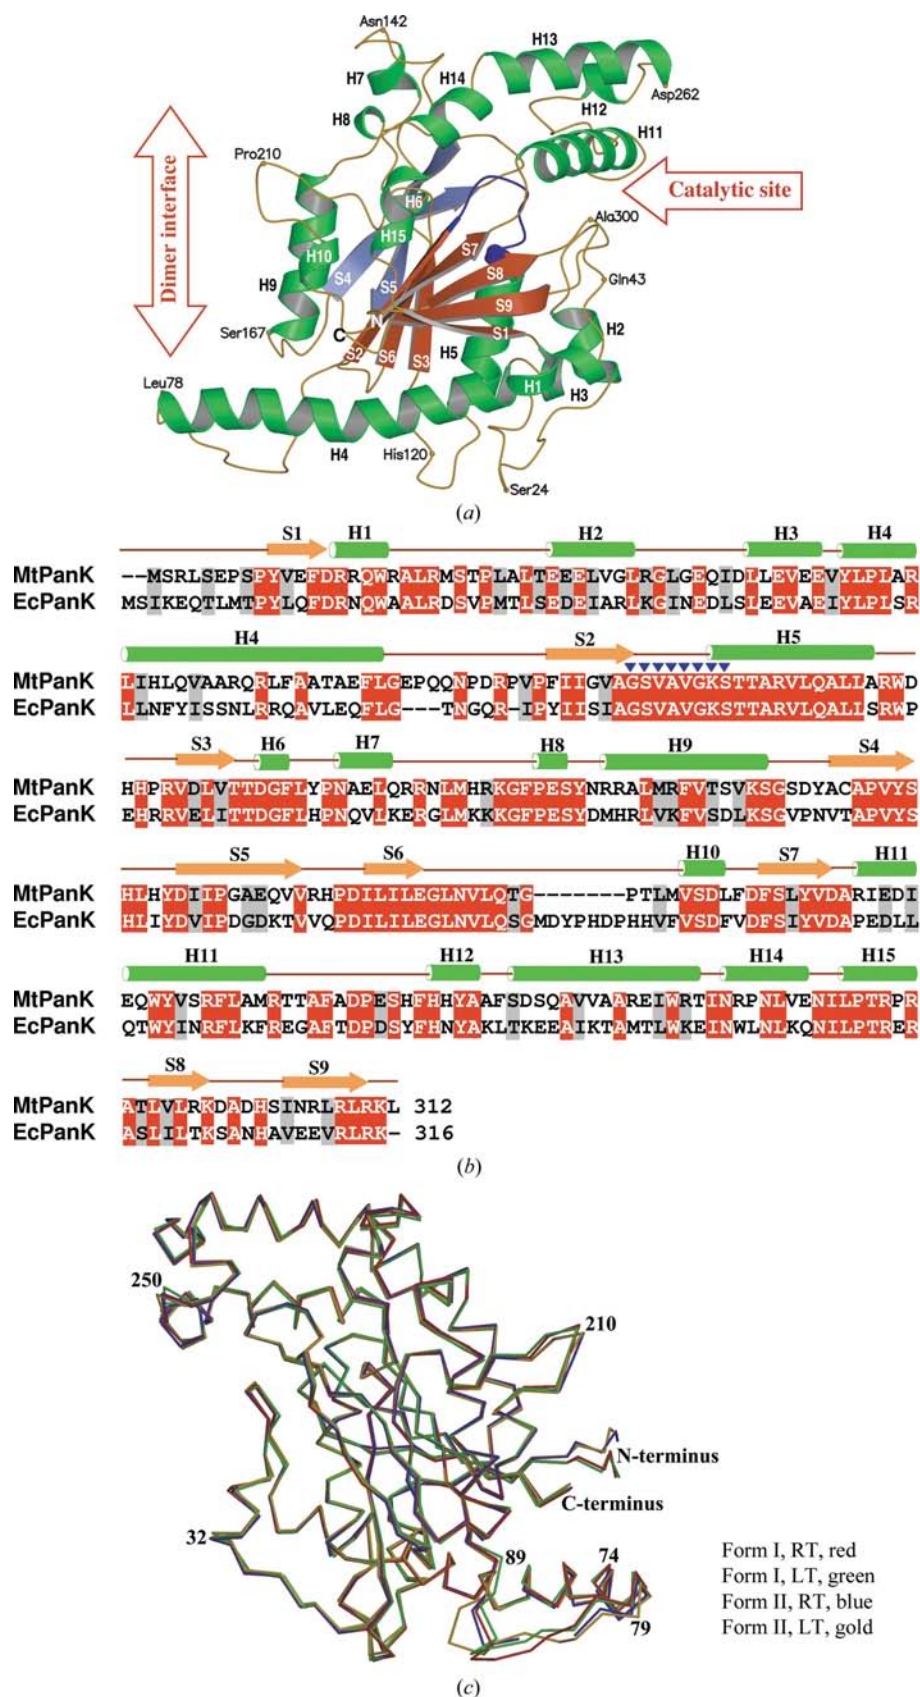 Asn142
H13
H7
H14
H12
Asp262
H8
H11
Pro210
Dimer interface
Catalytic site
H6
Ala300
H15
S7
H10
S4
S8
Gln43
H9
S5
S9
N
Ser167
C
S1
H2
S2
S6
S3
H5
Leu78
H1
H3
H4
His120
Ser24
(a)
S1 H1 H2 H3 H4
MtPanK --MSRLSEPSPYVEFDRRQWRALRMSTPLALTEEELVGLRGLGEQIDLLEVEEVYLPLAR
EcPanK MSIKEQTLMTPYLQFDRNQWAALRDSVPMTLSEDEIARLKGINEDLSLEEVAEIYLPLSR
H4 S2 H5
MtPanK LIHLQVAARQRLFAATAEFLGEPQQNPDRPVPFIIGVAGSVAVGKSTTARVLQALLARWD
EcPanK LLNFYISSNLRRQAVLEQFLG---TNGQR-IPYIISIAGSVAVGKSTTARVLQALLSRWP
S3 H6 H7 H8 H9 S4
MtPanK HHPRVDLVTTDGFLYPNAELQRRNLMHRKGFPESYNRRALMRFVTSVKSGSDYACAPVYS
EcPanK EHRRVELITTDGFLHPNQVLKERGLMKKKGFPESYDMHRLVKFVSDLKSGVPNVTAPVYS
S5 S6 H10 S7 H11
MtPanK HLHYDIIPGAEQVVRHPDILILEGLNVLQTG-------PTLMVSDLFDFSLYVDARIEDI
EcPanK HLIYDVIPDGDKTVVQPDILILEGLNVLQSGMDYPHDPHHVFVSDFVDFSIYVDAPEDLL
H11 H12 H13 H14 H15
MtPanK EQWYVSRFLAMRTTAFADPESHFHHYAAFSDSQAVVAAREIWRTINRPNLVENILPTRPR
EcPanK QTWYINRFLKFREGAFTDPDSYFHNYAKLTKEEAIKTAMTLWKEINWLNLKQNILPTRER
S8 S9
MtPanK ATLVLRKDADHSINRLRLRKL 312
EcPanK ASLILTKSANHAVEEVRLRK- 316
(b)
250
210
N-terminus
C-terminus
32
89
74
79
Form I, RT, red
Form I, LT, green
Form II, RT, blue
Form II, LT, gold
(c)